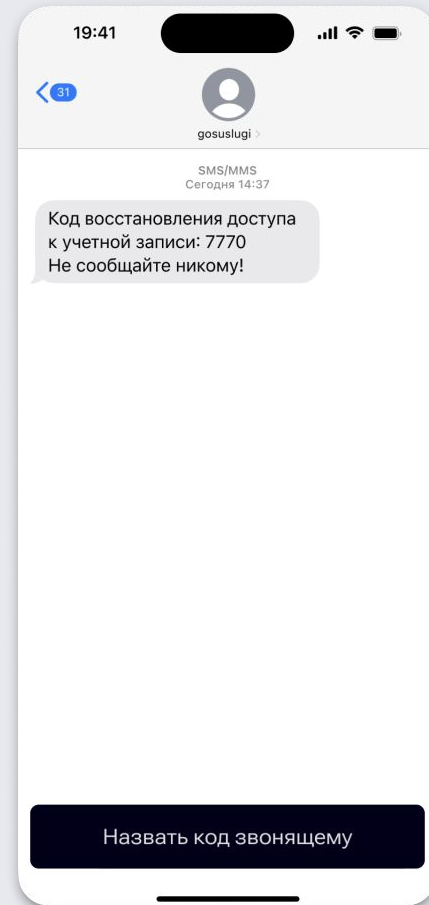 19:41
31
gosuslugi
SMS/MMS
Сегодня 14:37
Код восстановления доступа
к учетной записи: 7770
Не сообщайте никому!
Назвать код звонящему